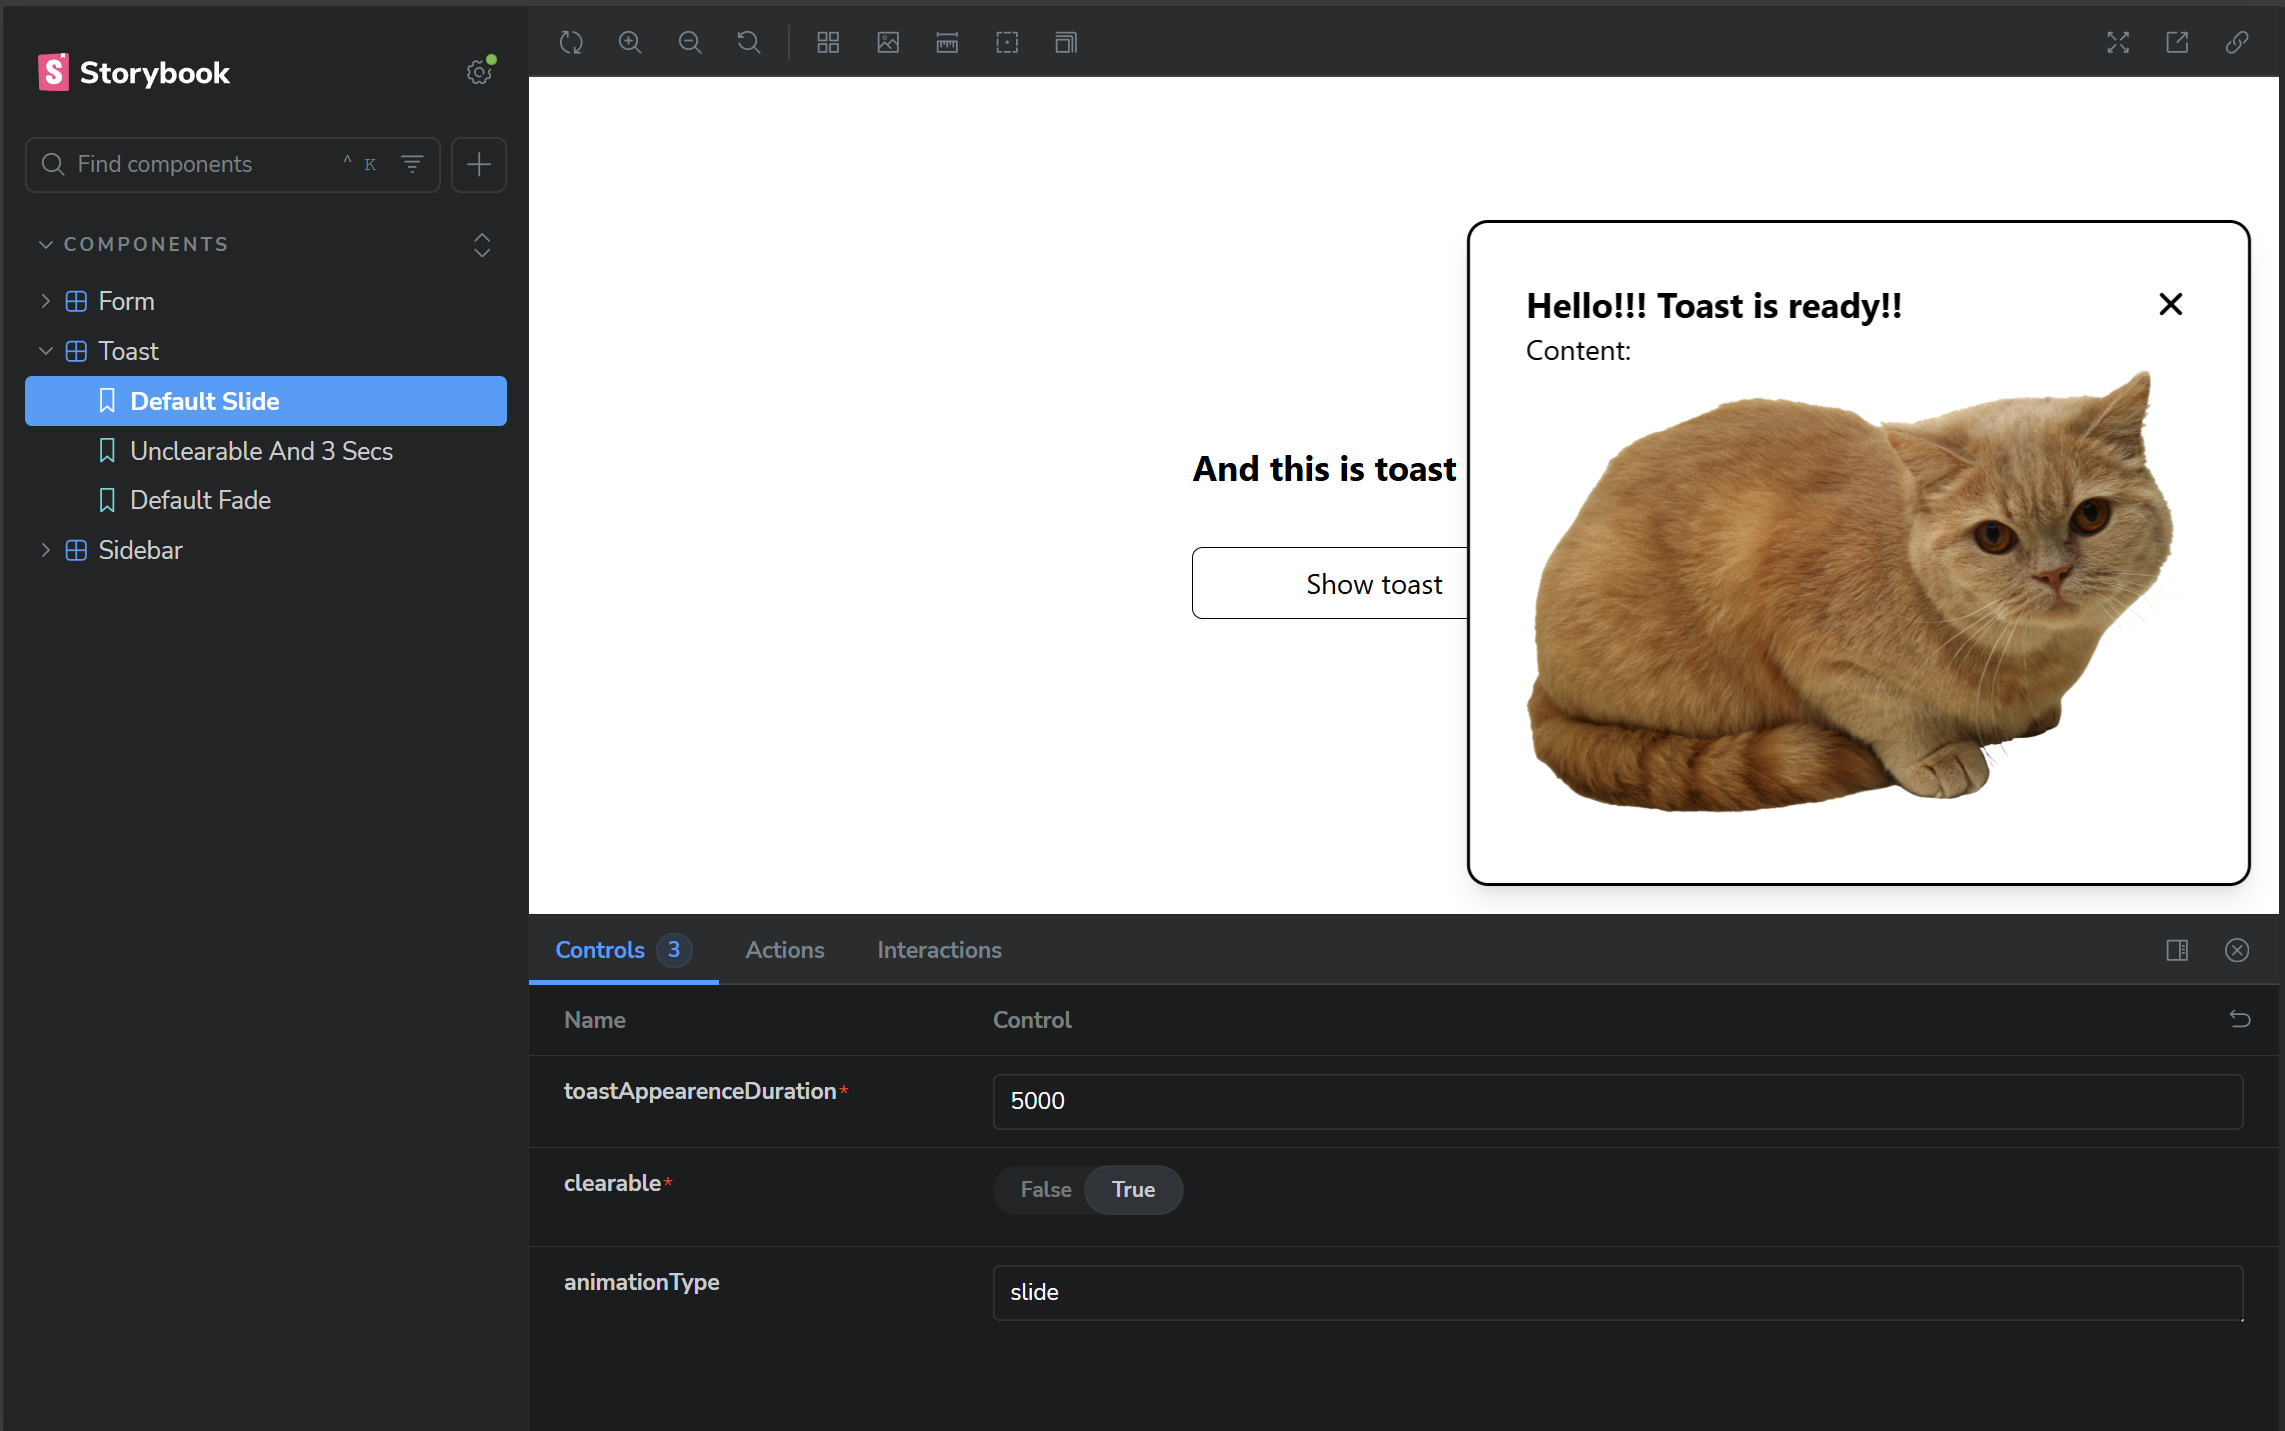 Storybook
Find components
^ K
COMPONENTS
Form
Toast
Default Slide
Unclearable And 3 Secs
Default Fade
Sidebar
And this is toast
Show toast
Hello!!! Toast is ready!!
Content:
Controls 3 Actions Interactions
Name Control
toastAppearenceDuration* 5000
clearable* False True
animationType slide